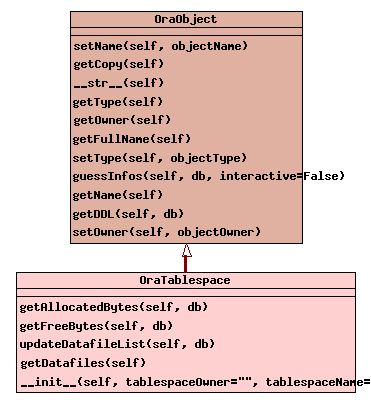 OraObject
setName(self, objectName)
getCopy(self)
__str__(self)
getType(self)
getOwner(self)
getFullName(self)
setType(self, objectType)
guessInfos(self, db, interactive=False)
getName(self)
getDDL(self, db)
setOwner(self, objectOwner)
OraTablespace
getAllocatedBytes(self, db)
getFreeBytes(self, db)
updateDatafileList(self, db)
getDatafiles(self)
__init__(self, tablespaceOwner="", tablespaceName=